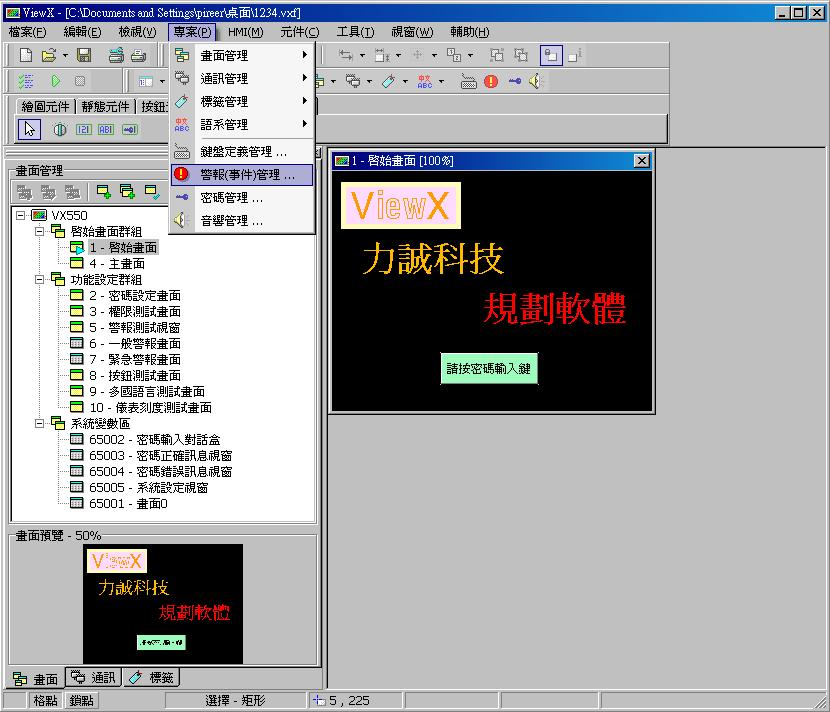 ViewX - [C:\Documents and Settings\pireer\桌面\1234.vxf]
檔案(F) 編輯(E) 檢視(V) 專案(P) HMI(M) 元件(C) 工具(T) 視窗(W) 輔助(H)
畫面管理
通訊管理
標籤管理
語系管理
鍵盤定義管理 ...
警報(事件)管理 ...
密碼管理 ...
音響管理 ...
繪圖元件 靜態元件 按鈕
畫面管理
VX550
啓始畫面群組
1 - 啓始畫面
4 - 主畫面
功能設定群組
2 - 密碼設定畫面
3 - 權限測試畫面
5 - 警報測試視窗
6 - 一般警報畫面
7 - 緊急警報畫面
8 - 按鈕測試畫面
9 - 多國語言測試畫面
10 - 儀表刻度測試畫面
系統變數區
65002 - 密碼輸入對話盒
65003 - 密碼正確訊息視窗
65004 - 密碼錯誤訊息視窗
65005 - 系統設定視窗
65001 - 畫面0
1 - 啓始畫面 [100%]
ViewX
力誠科技
規劃軟體
請按密碼輸入鍵
畫面預覽 - 50%
ViewX
力誠科技
規劃軟體
畫面 通訊 標籤
格點 鎖點 選擇 - 矩形 5 , 225